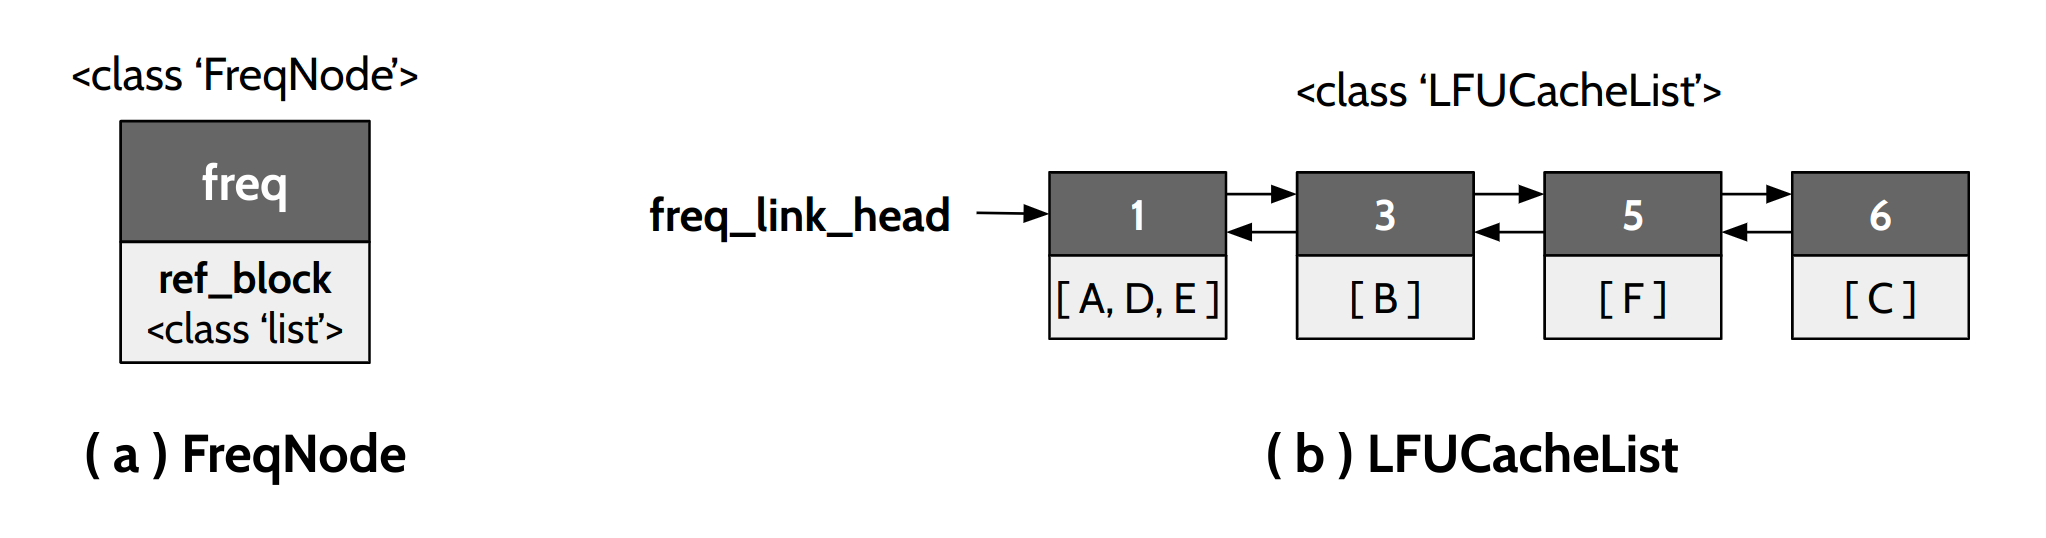 <class ‘FreqNode’>
freq
ref_block
<class ‘list’>
( a ) FreqNode
<class ‘LFUCacheList’>
freq_link_head
1
3
5
6
[ A, D, E ]
[ B ]
[ F ]
[ C ]
( b ) LFUCacheList